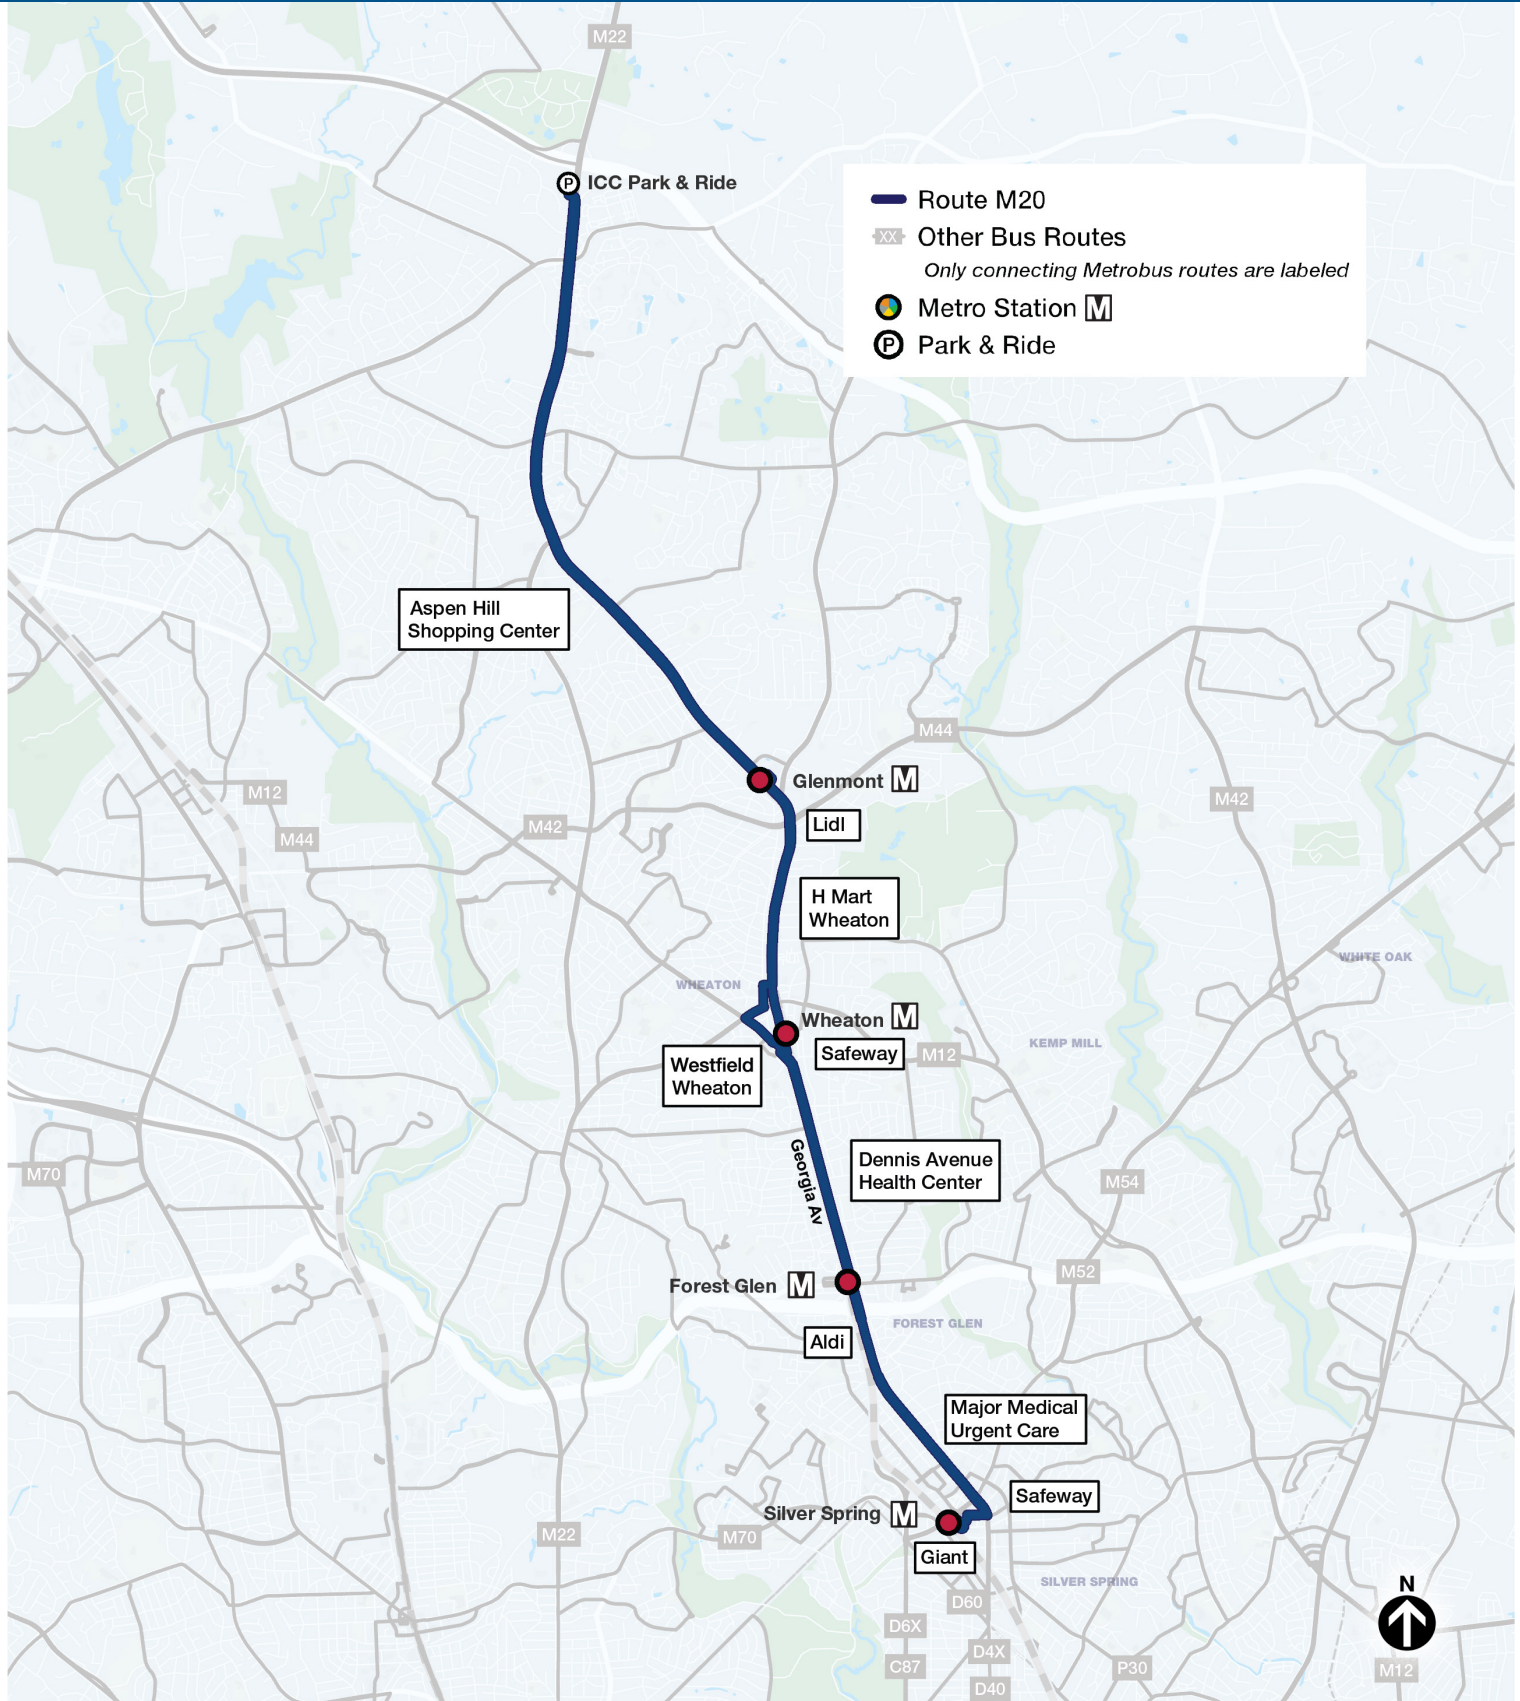 M22
P
ICC Park & Ride
Route M20
XX
Other Bus Routes
Only connecting Metrobus routes are labeled
Metro Station M
P
Park & Ride
Aspen Hill
Shopping Center
M44
Glenmont M
M12
M42
M42
M44
Lidl
H Mart
Wheaton
WHITE OAK
WHEATON
Wheaton M
KEMP MILL
Safeway
M12
Westfield
Wheaton
Georgia Av
Dennis Avenue
Health Center
M70
M54
M52
Forest Glen M
FOREST GLEN
Aldi
Major Medical
Urgent Care
Safeway
Silver Spring M
M22
M70
Giant
SILVER SPRING
N
D60
D6X
D4X
C87
P30
M12
D40